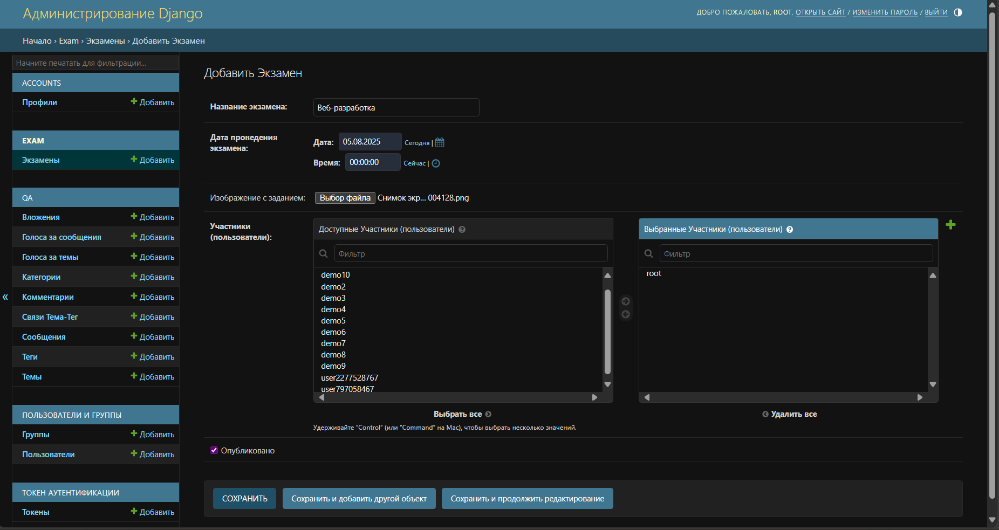 Администрирование Django
ДОБРО ПОЖАЛОВАТЬ, ROOT. ОТКРЫТЬ САЙТ / ИЗМЕНИТЬ ПАРОЛЬ / ВЫЙТИ
Начало › Exam › Экзамены › Добавить Экзамен
Начните печатать для фильтрации...
ACCOUNTS
Профили Добавить
EXAM
Экзамены Добавить
QA
Вложения Добавить
Голоса за сообщения Добавить
Голоса за темы Добавить
Категории Добавить
Комментарии Добавить
Связи Тема-Тег Добавить
Сообщения Добавить
Теги Добавить
Темы Добавить
ПОЛЬЗОВАТЕЛИ И ГРУППЫ
Группы Добавить
Пользователи Добавить
ТОКЕН АУТЕНТИФИКАЦИИ
Токены Добавить
«
Добавить Экзамен
Название экзамена: Веб-разработка
Дата проведения
экзамена:
Дата: 05.08.2025 Сегодня |
Время: 00:00:00 Сейчас |
Изображение с заданием: Выбор файла Снимок экр... 004128.png
Участники
(пользователи):
Доступные Участники (пользователи) ?
Фильтр
demo10
demo2
demo3
demo4
demo5
demo6
demo7
demo8
demo9
user2277528767
user797058467
Выбрать все
Удерживайте “Control” (или “Command” на Mac), чтобы выбрать несколько значений.
Выбранные Участники (пользователи) ?
Фильтр
root
Удалить все
Опубликовано
СОХРАНИТЬ
Сохранить и добавить другой объект
Сохранить и продолжить редактирование